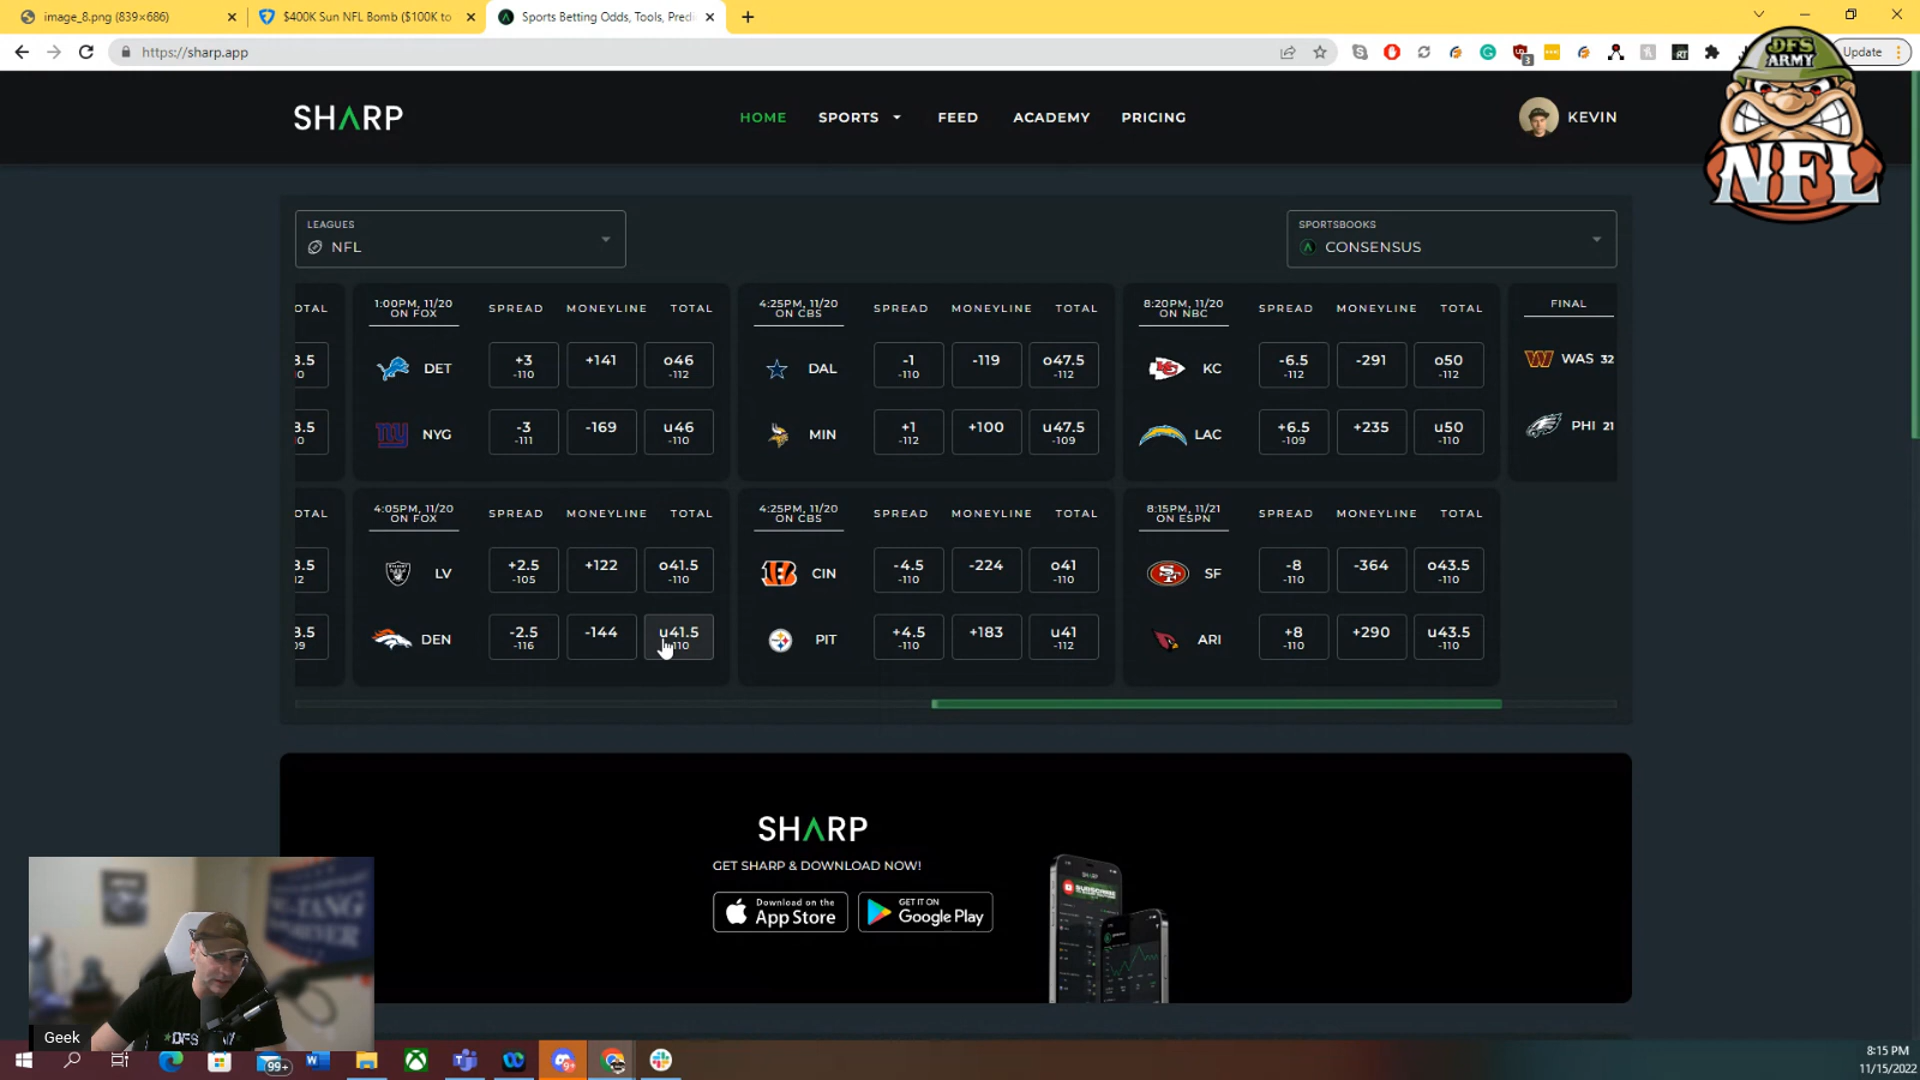 image_8.png (839×686)
$400K Sun NFL Bomb ($100K to
Sports Betting Odds, Tools, Predi
https://sharp.app
3
Update
DFS
ARMY
NFL
SHARP
HOME
SPORTS
FEED
ACADEMY
PRICING
KEVIN
LEAGUES
NFL
SPORTSBOOKS
CONSENSUS
1:00PM, 11/20
ON FOX
SPREAD MONEYLINE TOTAL
DET +3 -110 +141 o46 -112
NYG -3 -111 -169 u46 -110
4:25PM, 11/20
ON CBS
SPREAD MONEYLINE TOTAL
DAL -1 -110 -119 o47.5 -112
MIN +1 -112 +100 u47.5 -109
8:20PM, 11/20
ON NBC
SPREAD MONEYLINE TOTAL
KC -6.5 -112 -291 o50 -112
LAC +6.5 -109 +235 u50 -110
FINAL
WAS 32
PHI 21
4:05PM, 11/20
ON FOX
SPREAD MONEYLINE TOTAL
LV +2.5 -105 +122 o41.5 -110
DEN -2.5 -116 -144 u41.5 -110
4:25PM, 11/20
ON CBS
SPREAD MONEYLINE TOTAL
CIN -4.5 -110 -224 o41 -110
PIT +4.5 -110 +183 u41 -112
8:15PM, 11/21
ON ESPN
SPREAD MONEYLINE TOTAL
SF -8 -110 -364 o43.5 -110
ARI +8 -110 +290 u43.5 -110
SHARP
GET SHARP & DOWNLOAD NOW!
Download on the
App Store
GET IT ON
Google Play
SUBSCRIBE
Geek
99+
9+
8:15 PM
11/15/2022